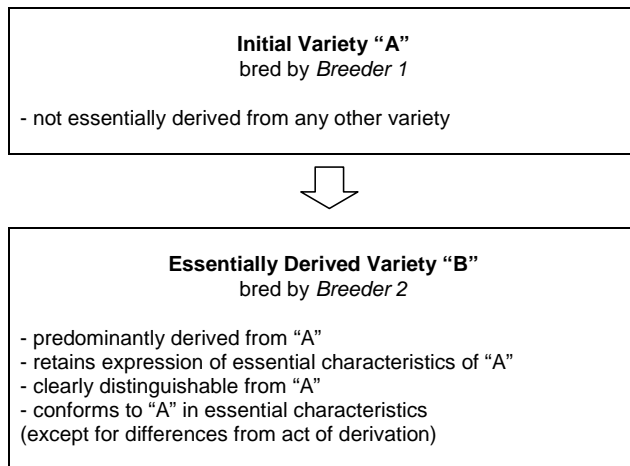 Initial Variety “A”
bred by Breeder 1
- not essentially derived from any other variety
Essentially Derived Variety “B”
bred by Breeder 2
- predominantly derived from “A”
- retains expression of essential characteristics of “A”
- clearly distinguishable from “A”
- conforms to “A” in essential characteristics
(except for differences from act of derivation)